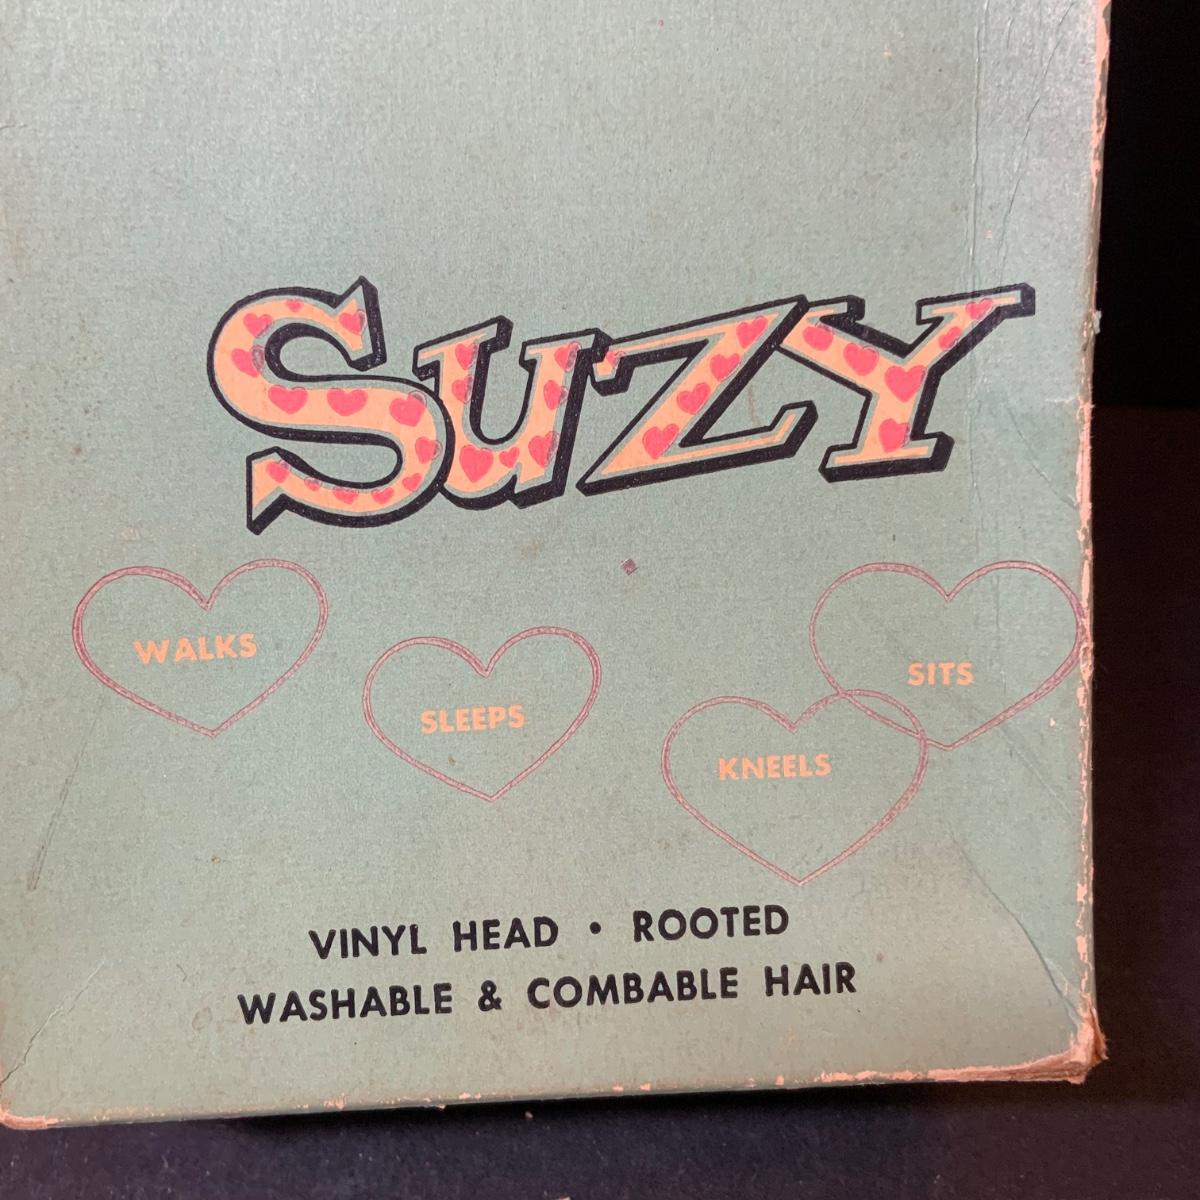 SUZY
WALKS
SLEEPS
KNEELS
SITS
VINYL HEAD • ROOTED
WASHABLE & COMBABLE HAIR